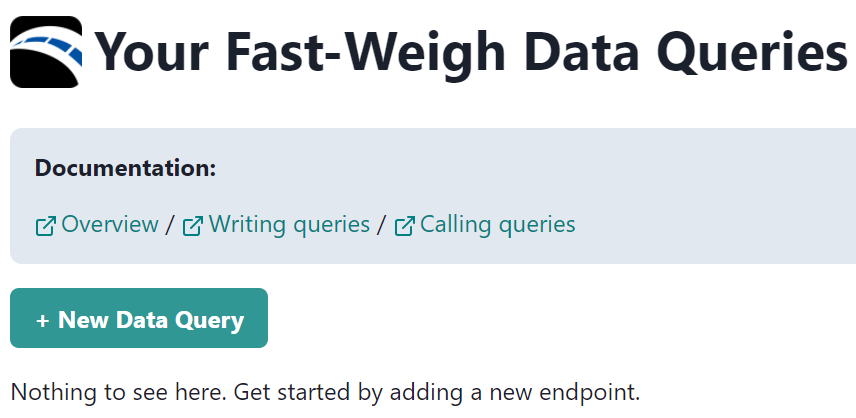 Your Fast-Weigh Data Queries
Documentation:
Overview / Writing queries / Calling queries
+ New Data Query
Nothing to see here. Get started by adding a new endpoint.